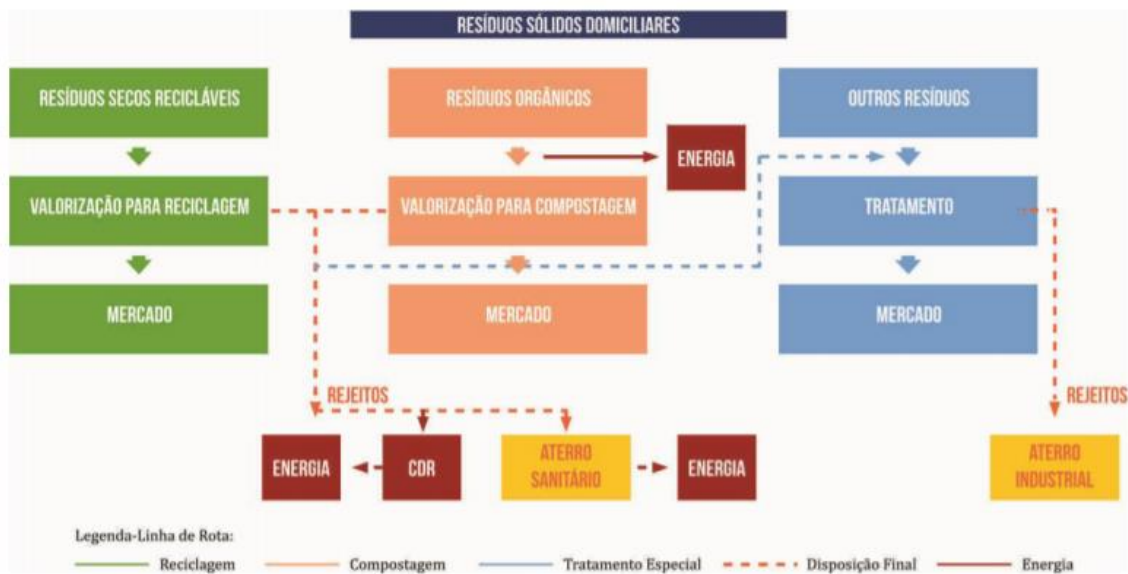 RESÍDUOS SÓLIDOS DOMICILIARES
RESÍDUOS SECOS RECICLÁVEIS
RESÍDUOS ORGÂNICOS
OUTROS RESÍDUOS
ENERGIA
VALORIZAÇÃO PARA RECICLAGEM
VALORIZAÇÃO PARA COMPOSTAGEM
TRATAMENTO
MERCADO
MERCADO
MERCADO
REJEITOS
REJEITOS
ENERGIA
CDR
ATERRO
SANITÁRIO
ENERGIA
ATERRO
INDUSTRIAL
Legenda-Linha de Rota:
Reciclagem
Compostagem
Tratamento Especial
Disposição Final
Energia